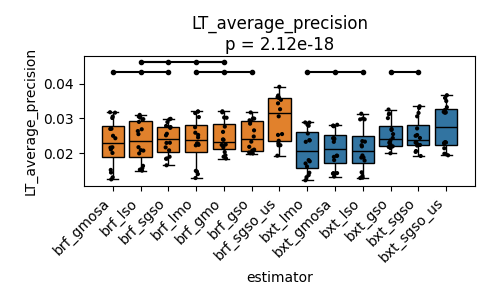 LT_average_precision
p = 2.12e-18
LT_average_precision
0.04
0.03
0.02
brf_gmosa
brf_lso
brf_sgso
brf_lmo
brf_gmo
brf_gso
brf_sgso_us
bxt_lmo
bxt_gmosa
bxt_lso
bxt_gso
bxt_sgso
bxt_sgso_us
estimator